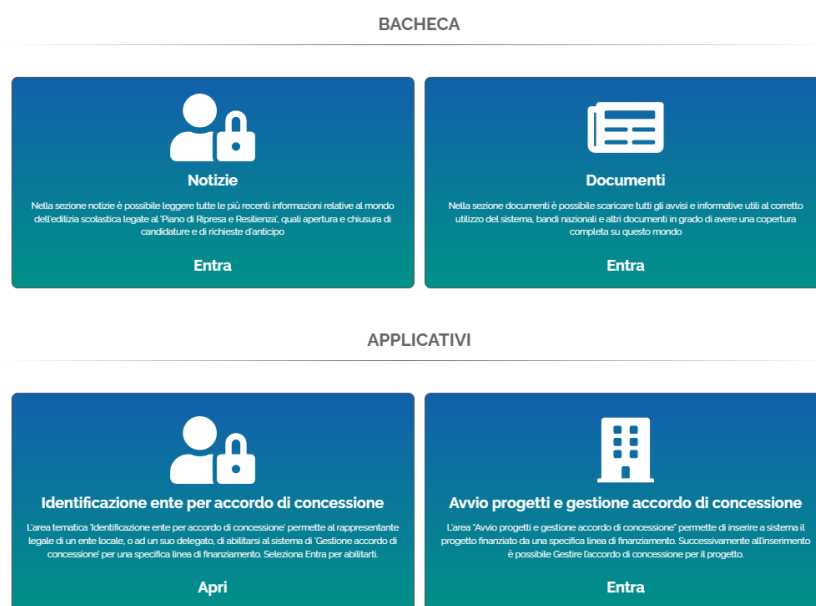 BACHECA
Notizie
Nella sezione notizie è possibile leggere tutte le più recenti informazioni relative al mondo
dell'edilizia scolastica legate al 'Piano di Ripresa e Resilienza', quali apertura e chiusura di
candidature e di richieste d'anticipo
Entra
Documenti
Nella sezione documenti è possibile scaricare tutti gli avvisi e informative utili al corretto
utilizzo del sistema, bandi nazionali e altri documenti in grado di avere una copertura
completa su questo mondo
Entra
APPLICATIVI
Identificazione ente per accordo di concessione
L'area tematica 'Identificazione ente per accordo di concessione' permette al rappresentante
legale di un ente locale, o ad un suo delegato, di abilitarsi al sistema di 'Gestione accordo di
concessione' per una specifica linea di finanziamento. Seleziona Entra per abilitarti.
Apri
Avvio progetti e gestione accordo di concessione
L'area "Avvio progetti e gestione accordo di concessione" permette di inserire a sistema il
progetto finanziato da una specifica linea di finanziamento. Successivamente all'inserimento
è possibile Gestire l'accordo di concessione per il progetto.
Entra